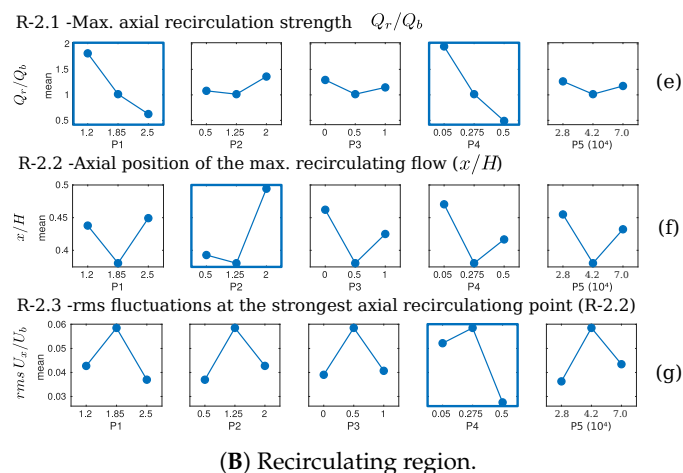 R-2.1 -Max. axial recirculation strength Q_r/Q_b
Q_r/Q_b
mean
2
1.5
1
0.5
1.2 1.85 2.5 0.5 1.25 2 0 0.5 1 0.05 0.275 0.5 2.8 4.2 7.0
P1 P2 P3 P4 P5 (10⁴)
(e)
R-2.2 -Axial position of the max. recirculating flow (x/H)
x/H
mean
0.5
0.45
0.4
1.2 1.85 2.5 0.5 1.25 2 0 0.5 1 0.05 0.275 0.5 2.8 4.2 7.0
P1 P2 P3 P4 P5 (10⁴)
(f)
R-2.3 -rms fluctuations at the strongest axial recirculationg point (R-2.2)
rms U_x/U_b
mean
0.06
0.05
0.04
0.03
1.2 1.85 2.5 0.5 1.25 2 0 0.5 1 0.05 0.275 0.5 2.8 4.2 7.0
P1 P2 P3 P4 P5 (10⁴)
(g)
(B) Recirculating region.